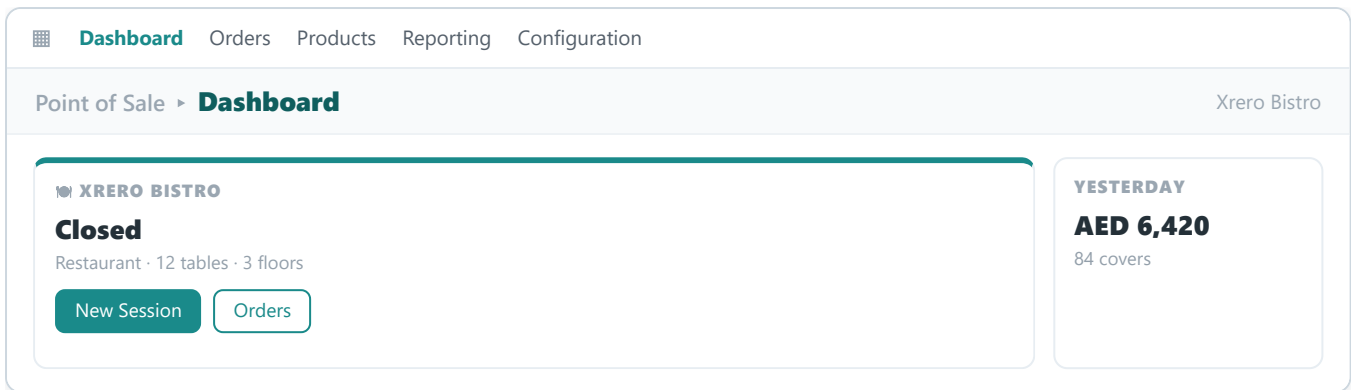 Dashboard Orders Products Reporting Configuration
Point of Sale ▸ Dashboard
Xrero Bistro
XRERO BISTRO
Closed
Restaurant · 12 tables · 3 floors
New Session Orders
YESTERDAY
AED 6,420
84 covers